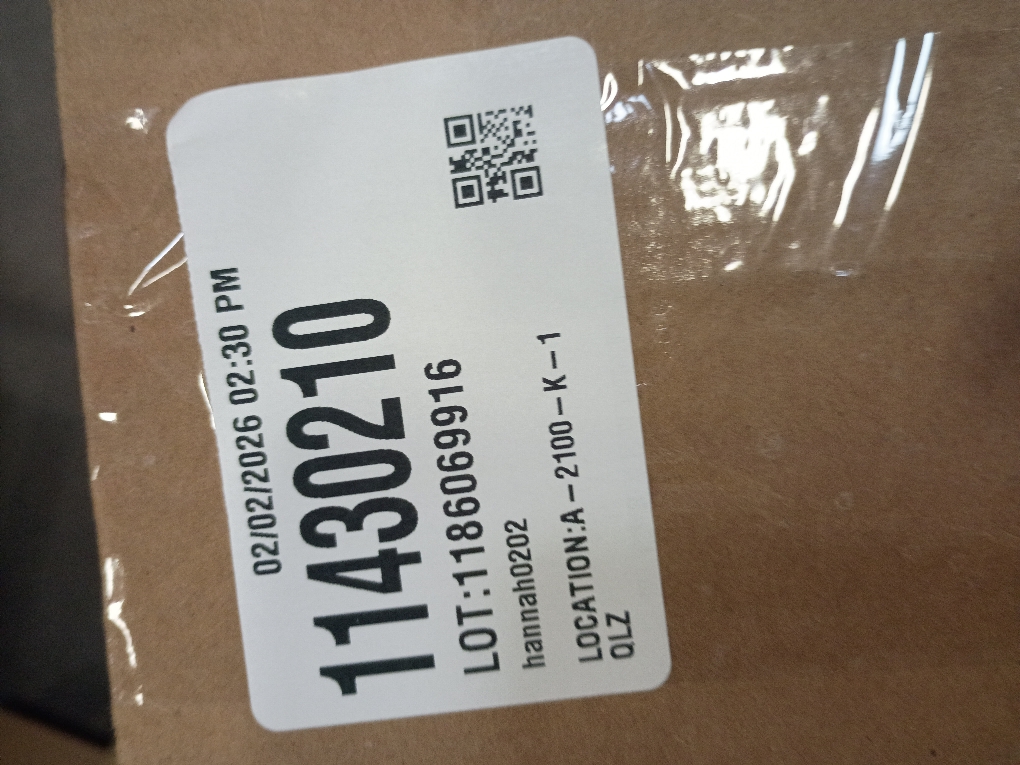 02/02/2026 02:30 PM
11430210
LOT:1186069916
hannah0202
LOCATION:A-2100-K-1
QLZ